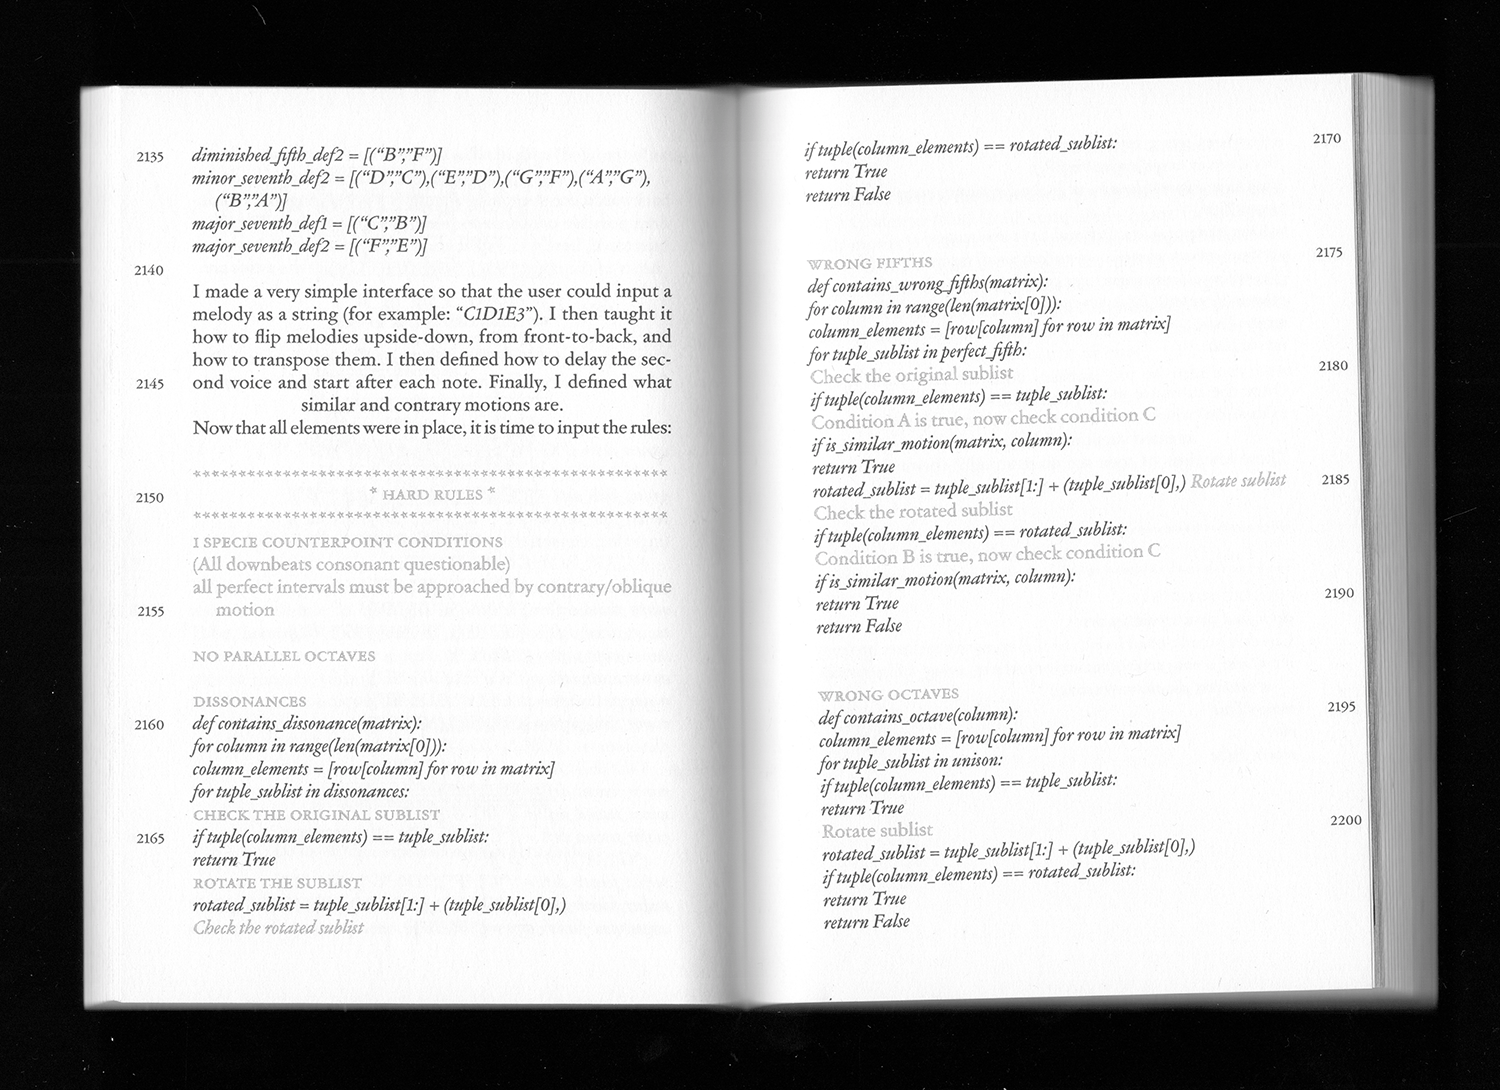 2135 diminished_fifth_def2 = [(“B”,”F”)]
minor_seventh_def2 = [(“D”,”C”),(“E”,”D”),(“G”,”F”),(“A”,”G”),
(“B”,”A”)]
major_seventh_def1 = [(“C”,”B”)]
major_seventh_def2 = [(“F”,”E”)]
2140
I made a very simple interface so that the user could input a
melody as a string (for example: “C1D1E3”). I then taught it
how to flip melodies upside-down, from front-to-back, and
how to transpose them. I then defined how to delay the sec-
2145 ond voice and start after each note. Finally, I defined what
similar and contrary motions are.
Now that all elements were in place, it is time to input the rules:
*****************************************************
2150 * HARD RULES *
*****************************************************
I SPECIE COUNTERPOINT CONDITIONS
(All downbeats consonant questionable)
all perfect intervals must be approached by contrary/oblique
2155 motion
NO PARALLEL OCTAVES
DISSONANCES
2160 def contains_dissonance(matrix):
for column in range(len(matrix[0])):
column_elements = [row[column] for row in matrix]
for tuple_sublist in dissonances:
CHECK THE ORIGINAL SUBLIST
2165 if tuple(column_elements) == tuple_sublist:
return True
ROTATE THE SUBLIST
rotated_sublist = tuple_sublist[1:] + (tuple_sublist[0],)
Check the rotated sublist
if tuple(column_elements) == rotated_sublist: 2170
return True
return False
2175
WRONG FIFTHS
def contains_wrong_fifths(matrix):
for column in range(len(matrix[0])):
column_elements = [row[column] for row in matrix]
for tuple_sublist in perfect_fifth:
Check the original sublist 2180
if tuple(column_elements) == tuple_sublist:
Condition A is true, now check condition C
if is_similar_motion(matrix, column):
return True
rotated_sublist = tuple_sublist[1:] + (tuple_sublist[0],) Rotate sublist 2185
Check the rotated sublist
if tuple(column_elements) == rotated_sublist:
Condition B is true, now check condition C
if is_similar_motion(matrix, column):
return True 2190
return False
WRONG OCTAVES
def contains_octave(column): 2195
column_elements = [row[column] for row in matrix]
for tuple_sublist in unison:
if tuple(column_elements) == tuple_sublist:
return True
Rotate sublist 2200
rotated_sublist = tuple_sublist[1:] + (tuple_sublist[0],)
if tuple(column_elements) == rotated_sublist:
return True
return False